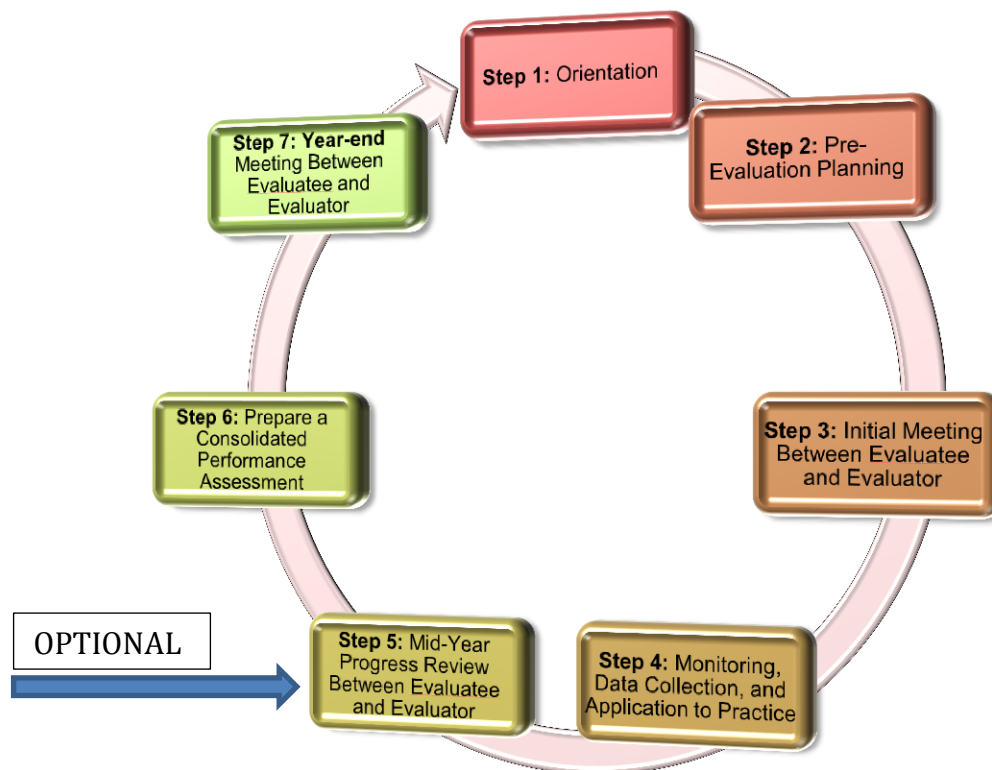 Step 1: Orientation
Step 2: Pre-
Evaluation Planning
Step 3: Initial Meeting
Between Evaluatee
and Evaluator
Step 4: Monitoring,
Data Collection, and
Application to Practice
OPTIONAL
Step 5: Mid-Year
Progress Review
Between Evaluatee
and Evaluator
Step 6: Prepare a
Consolidated
Performance
Assessment
Step 7: Year-end
Meeting Between
Evaluatee and
Evaluator